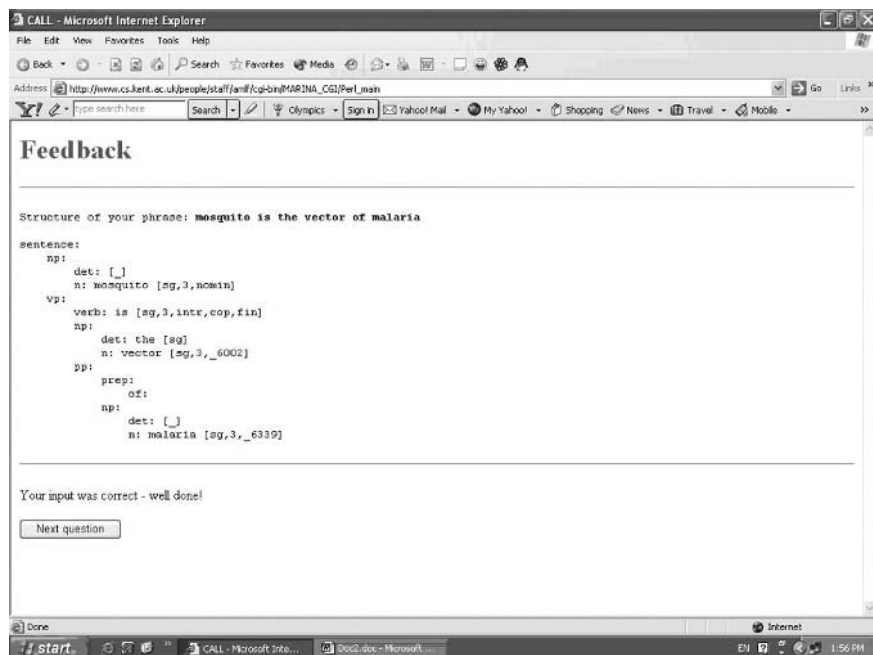 CALL - Microsoft Internet Explorer
File Edit View Favorites Tools Help
Back Search Favorites Media
Address http://www.cs.kent.ac.uk/people/staff/amlf/cgi-bin/MARINA_CGI/Perl_main Go Links
Y! type search here Search Olympics Sign In Yahoo! Mail My Yahoo! Shopping News Travel Mobile
Feedback
Structure of your phrase: mosquito is the vector of malaria
sentence:
np:
det: [_]
n: mosquito [sg,3,nomin]
vp:
verb: is [sg,3,intr,cop,fin]
np:
det: the [sg]
n: vector [sg,3,_6002]
pp:
prep:
of:
np:
det: [_]
n: malaria [sg,3,_6339]
Your input was correct - well done!
Next question
Done Internet
start CALL - Microsoft Inte... Doc2.doc - Microsoft ... EN 1:56 PM